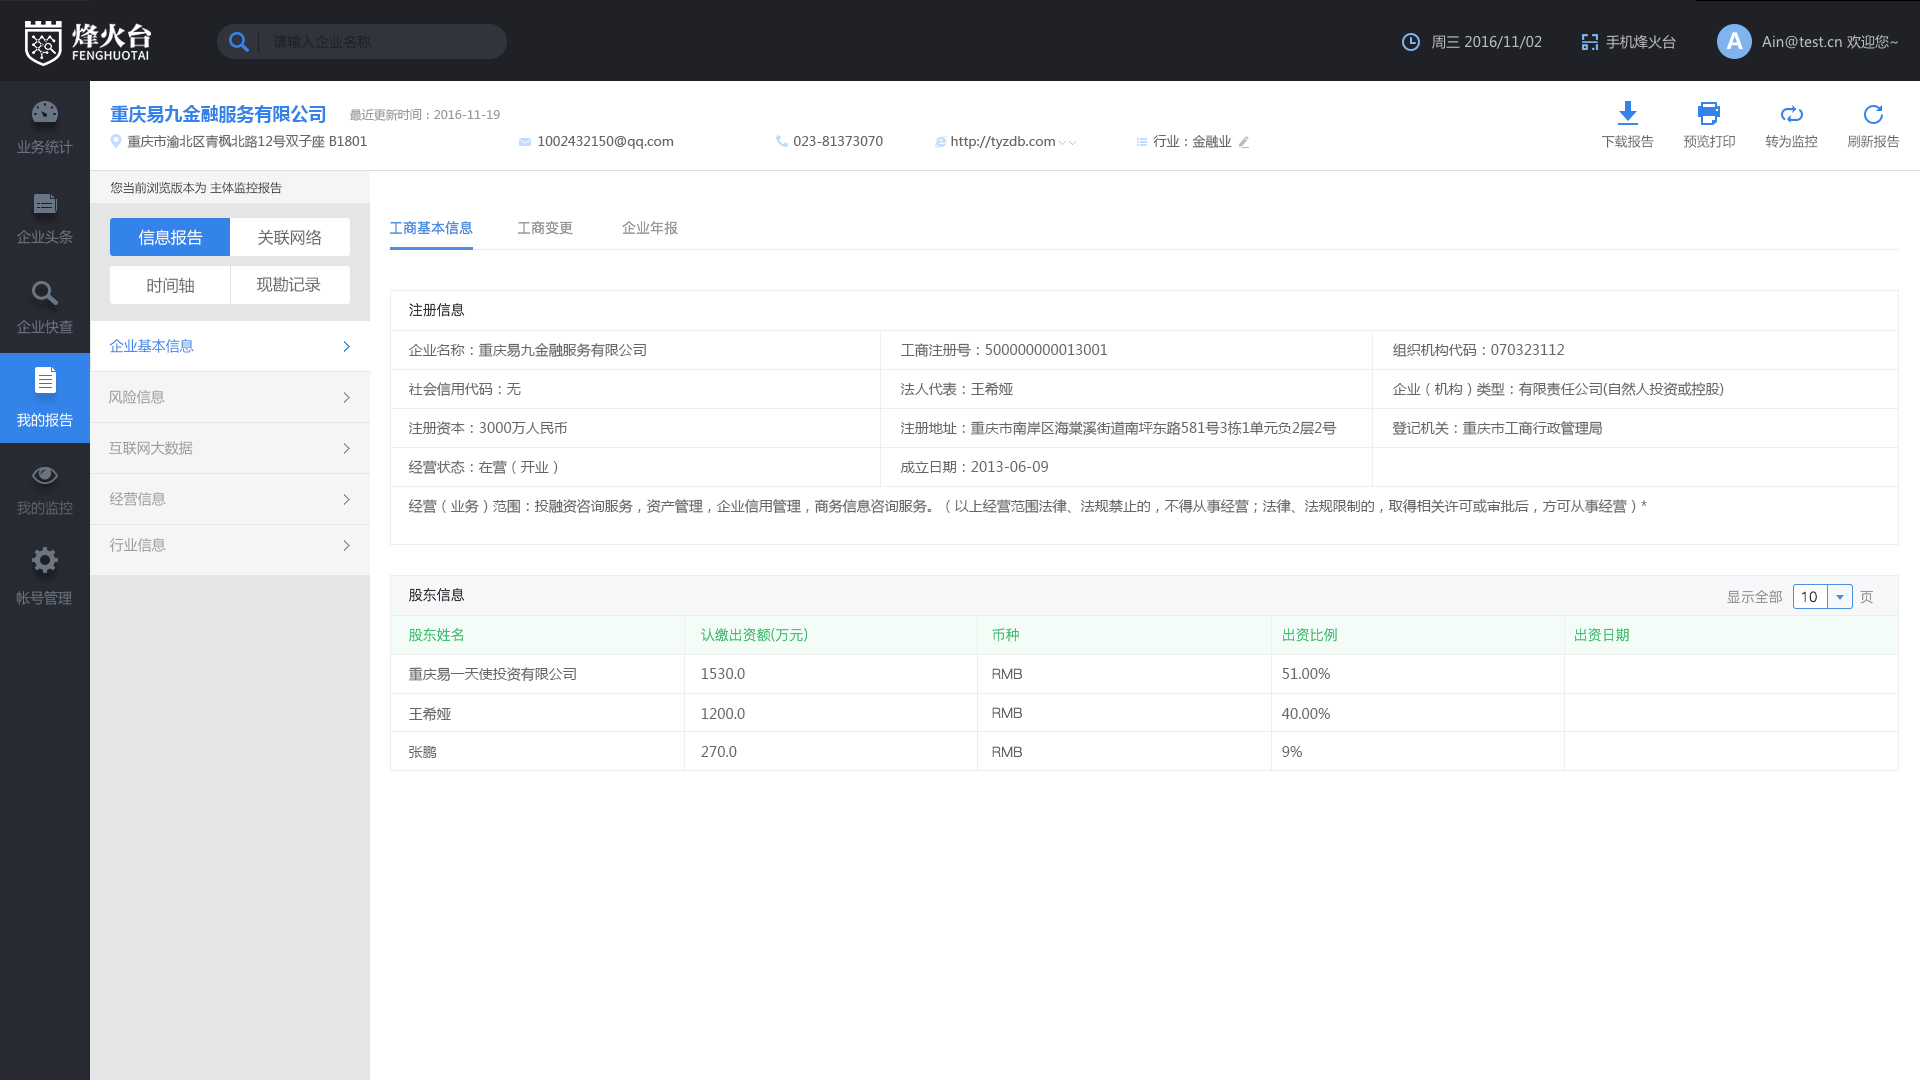 烽火台
FENGHUOTAI
请输入企业名称
周三 2016/11/02
手机烽火台
A
Ain@test.cn 欢迎您~
业务统计
企业头条
企业快查
我的报告
我的监控
帐号管理
重庆易九金融服务有限公司
最近更新时间：2016-11-19
重庆市渝北区青枫北路12号双子座 B1801
1002432150@qq.com
023-81373070
http://tyzdb.com
行业：金融业
下载报告
预览打印
转为监控
刷新报告
您当前浏览版本为 主体监控报告
信息报告
关联网络
时间轴
现勘记录
企业基本信息
风险信息
互联网大数据
经营信息
行业信息
工商基本信息
工商变更
企业年报
注册信息
企业名称：重庆易九金融服务有限公司
工商注册号：500000000013001
组织机构代码：070323112
社会信用代码：无
法人代表：王希娅
企业（机构）类型：有限责任公司(自然人投资或控股)
注册资本：3000万人民币
注册地址：重庆市南岸区海棠溪街道南坪东路581号3栋1单元负2层2号
登记机关：重庆市工商行政管理局
经营状态：在营（开业）
成立日期：2013-06-09
经营（业务）范围：投融资咨询服务，资产管理，企业信用管理，商务信息咨询服务。（以上经营范围法律、法规禁止的，不得从事经营；法律、法规限制的，取得相关许可或审批后，方可从事经营）*
股东信息
显示全部 10 页
股东姓名
认缴出资额(万元)
币种
出资比例
出资日期
重庆易一天使投资有限公司
1530.0
RMB
51.00%
王希娅
1200.0
RMB
40.00%
张鹏
270.0
RMB
9%